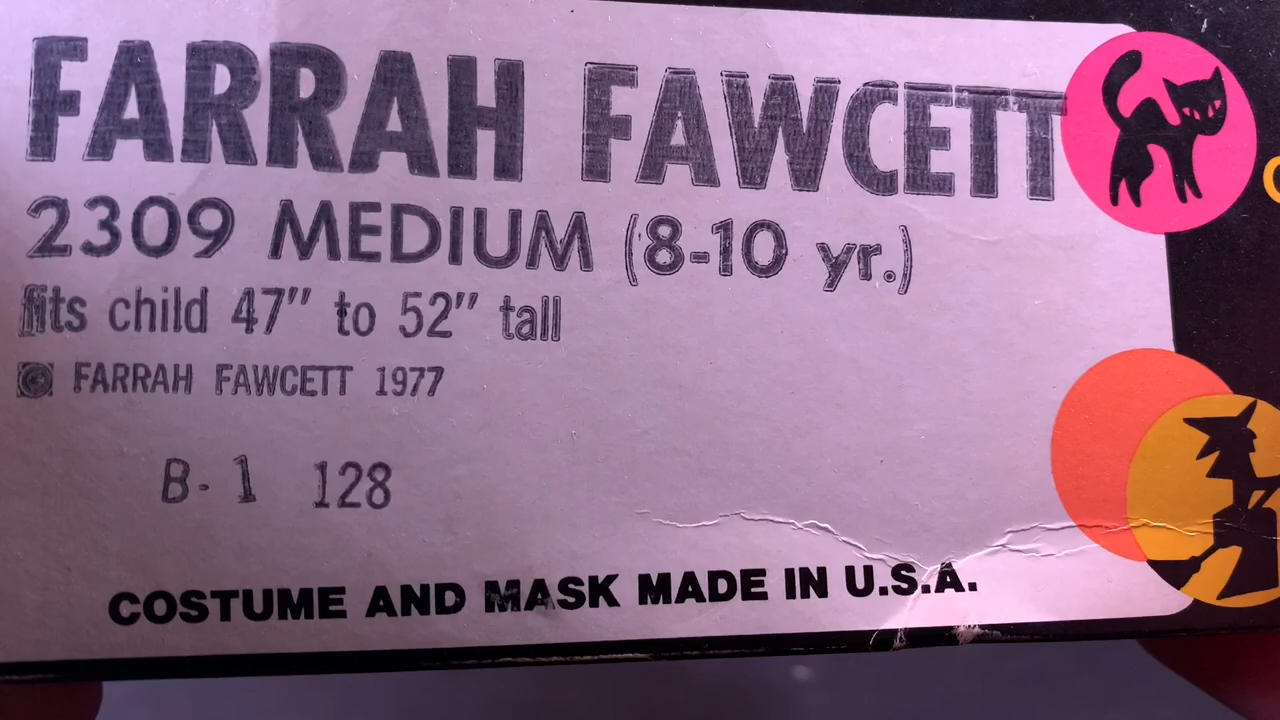 FARRAH FAWCETT
2309 MEDIUM (8-10 yr.)
fits child 47" to 52" tall
© FARRAH FAWCETT 1977
B-1 128
COSTUME AND MASK MADE IN U.S.A.